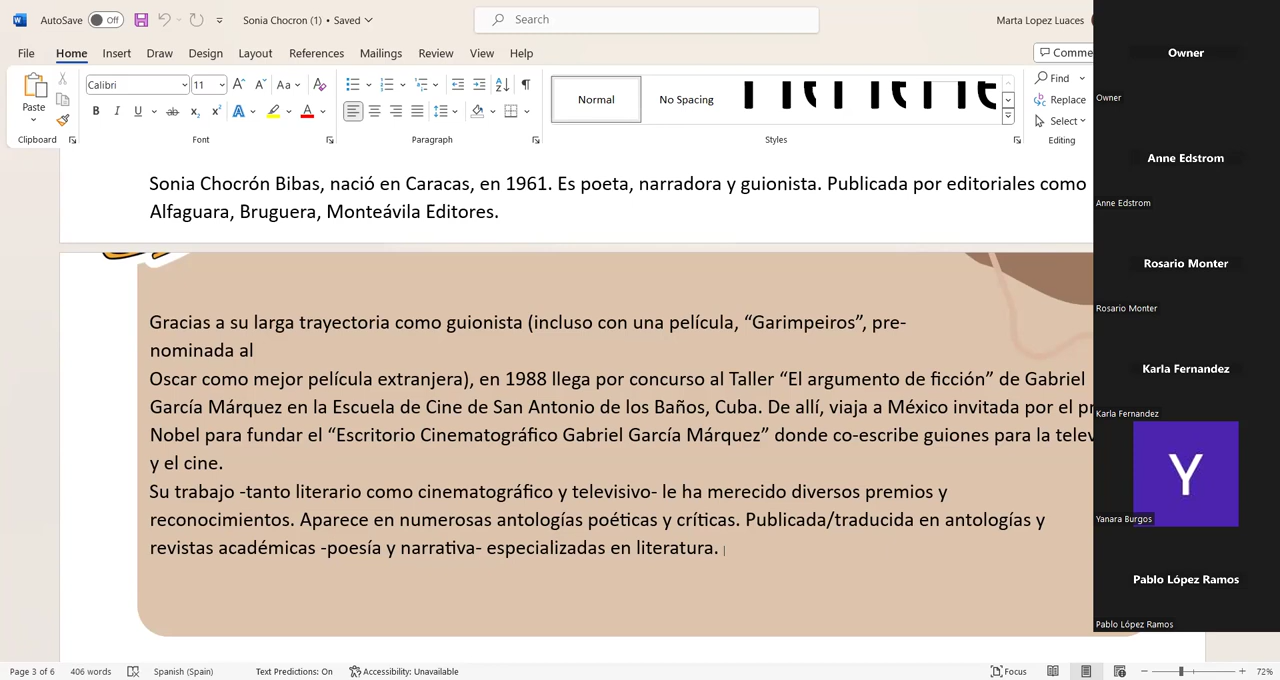 AutoSave Off Sonia Chocron (1) • Saved Search Marta Lopez Luaces
File Home Insert Draw Design Layout References Mailings Review View Help
Paste Calibri 11 Aa Normal No Spacing Find
B I U ab x₂ x² A A Replace
Select
Clipboard Font Paragraph Styles Editing
Sonia Chocrón Bibas, nació en Caracas, en 1961. Es poeta, narradora y guionista. Publicada por editoriales como
Alfaguara, Bruguera, Monteávila Editores.
Gracias a su larga trayectoria como guionista (incluso con una película, “Garimpeiros”, pre-
nominada al
Oscar como mejor película extranjera), en 1988 llega por concurso al Taller “El argumento de ficción” de Gabriel
García Márquez en la Escuela de Cine de San Antonio de los Baños, Cuba. De allí, viaja a México invitada por el
Nobel para fundar el “Escritorio Cinematográfico Gabriel García Márquez” donde co-escribe guiones para la
y el cine.
Su trabajo -tanto literario como cinematográfico y televisivo- le ha merecido diversos premios y
reconocimientos. Aparece en numerosas antologías poéticas y críticas. Publicada/traducida en antologías y
revistas académicas -poesía y narrativa- especializadas en literatura.
Page 3 of 6 406 words Spanish (Spain) Text Predictions: On Accessibility: Unavailable Focus 72%
Owner
Owner
Anne Edstrom
Anne Edstrom
Rosario Monter
Rosario Monter
Karla Fernandez
Karla Fernandez
Y
Yanara Burgos
Pablo López Ramos
Pablo López Ramos